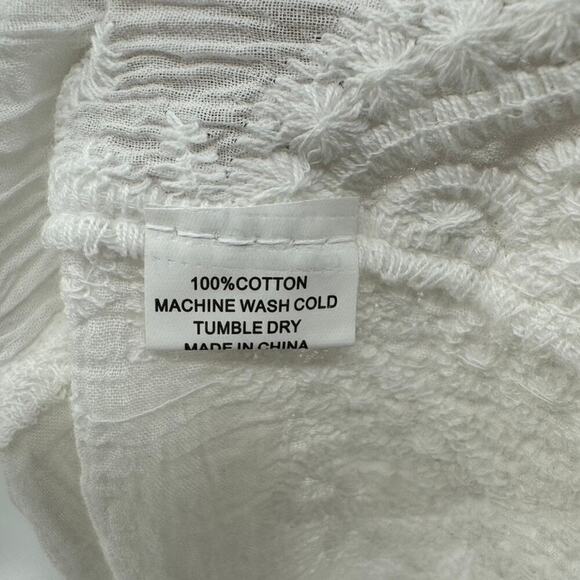 100%COTTON
MACHINE WASH COLD
TUMBLE DRY
MADE IN CHINA